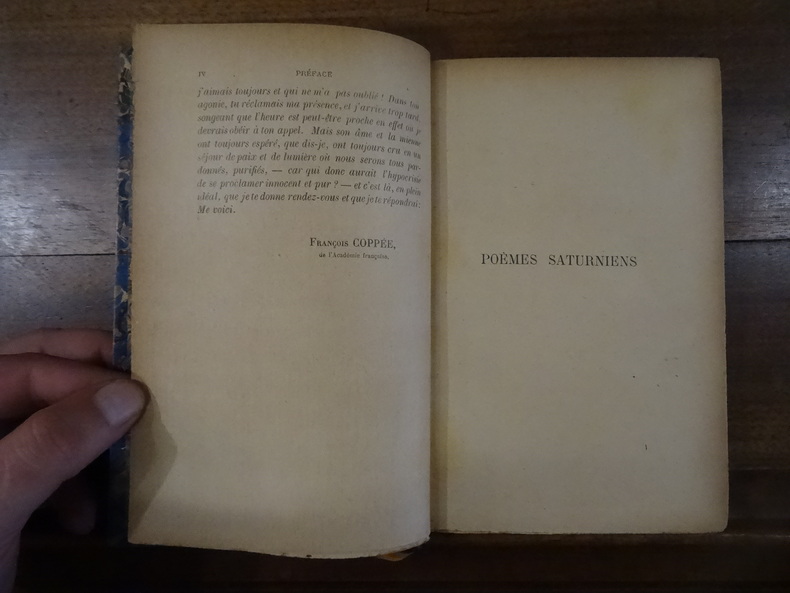 IV PRÉFACE
j'aimais toujours et qui ne m'a pas oublié ! Dans ton
agonie, tu réclamais ma présence, et j'arrive trop tard,
songeant que l'heure est peut-être proche en effet où je
devrais obéir à ton appel. Mais son âme et la mienne
ont toujours espéré, que dis-je, ont toujours cru en un
séjour de paix et de lumière où nous serons tous par-
donnés, purifiés, — car qui donc aurait l'hypocrisie
de se proclamer innocent et pur ? — et c'est là, en plein
idéal, que je te donne rendez-vous et que je te répondrai :
Me voici.
FRANÇOIS COPPÉE,
de l'Académie française.
POÈMES SATURNIENS